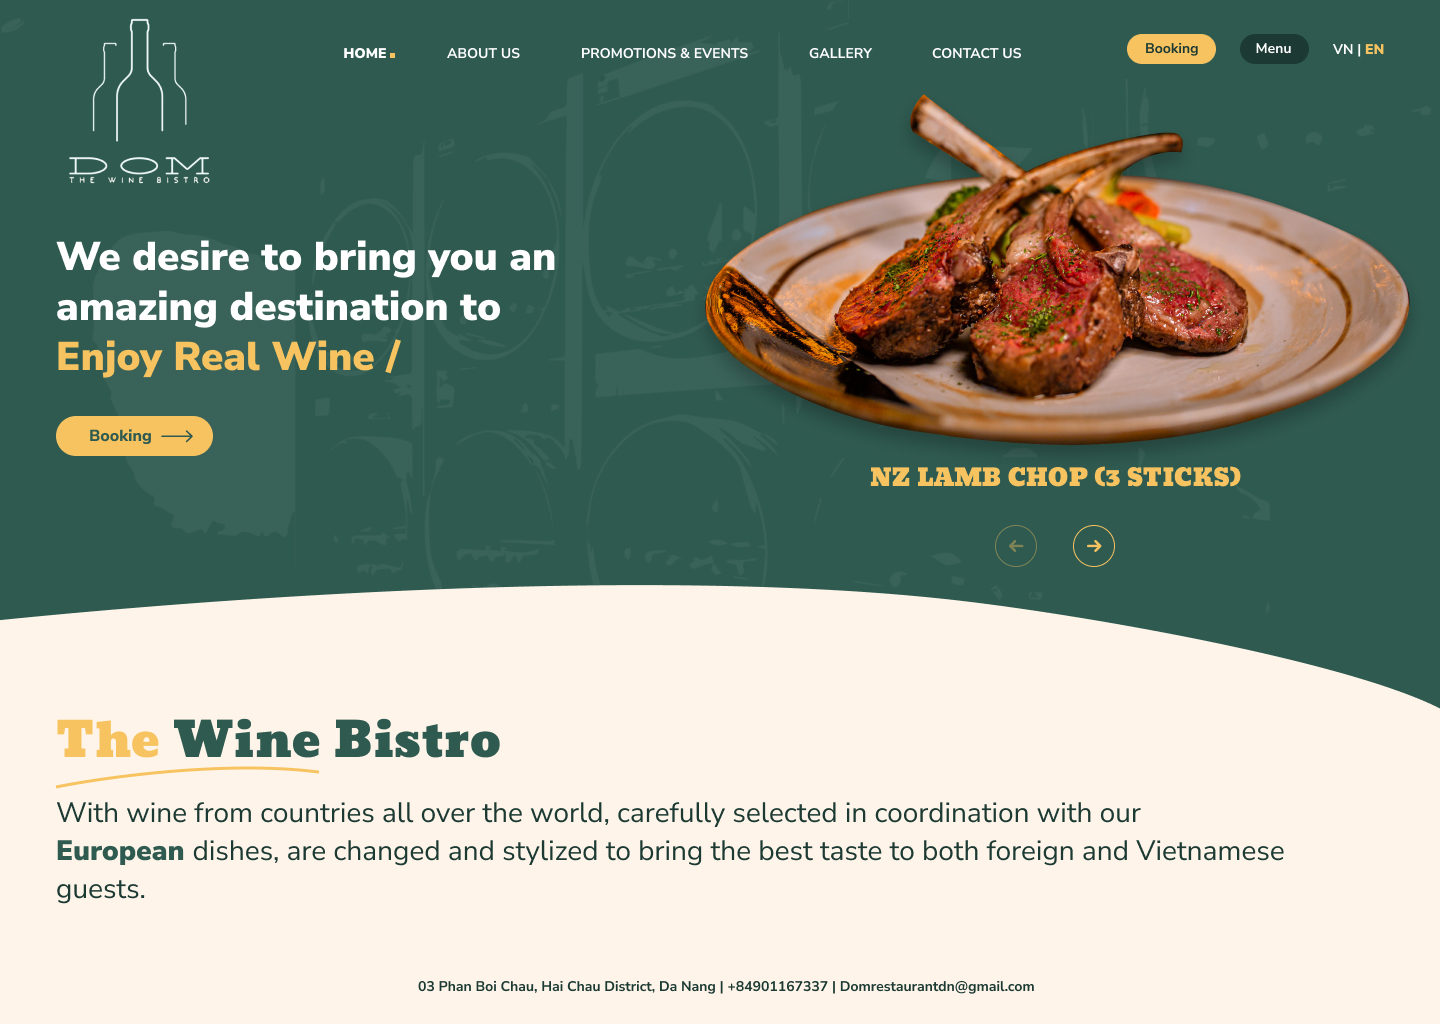 DOM
THE WINE BISTRO
HOME
ABOUT US
PROMOTIONS & EVENTS
GALLERY
CONTACT US
Booking
Menu
VN | EN
We desire to bring you an
amazing destination to
Enjoy Real Wine /
Booking
NZ LAMB CHOP (3 STICKS)
The Wine Bistro
With wine from countries all over the world, carefully selected in coordination with our
European dishes, are changed and stylized to bring the best taste to both foreign and Vietnamese
guests.
03 Phan Boi Chau, Hai Chau District, Da Nang | +84901167337 | Domrestaurantdn@gmail.com